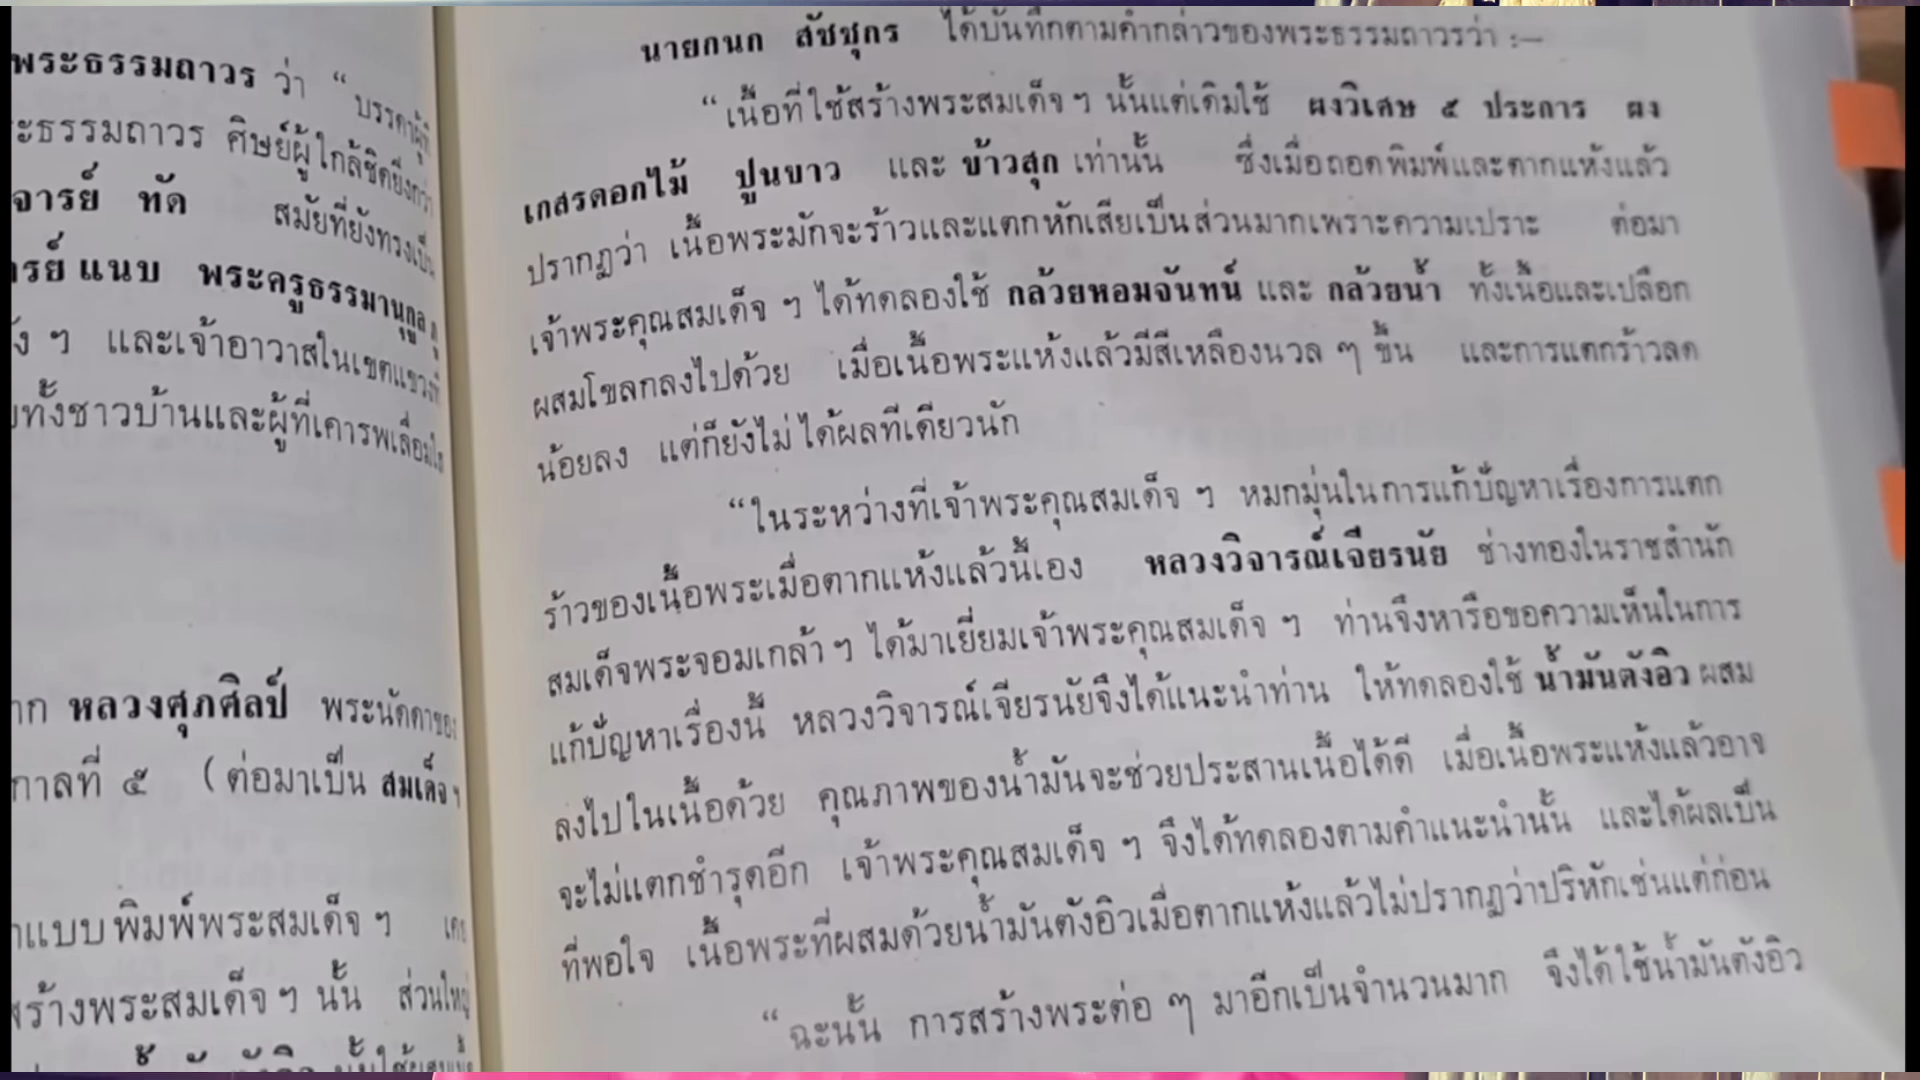 พระธรรมถาวร ว่า “ บรรดาผู้ที่
ะธรรมถาวร ศิษย์ผู้ใกล้ชิดยิ่งกว่า
จารย์ ทัด สมัยที่ยังทรงเป็น
ารย์ แนบ พระครูธรรมานุกูล
ง ๆ และเจ้าอาวาสในเขตแขวงที่
ทั้งชาวบ้านและผู้ที่เคารพเลื่อมใส
าก หลวงศุภศิลป์ พระนัดดาของ
กาลที่ ๕ (ต่อมาเป็น สมเด็จฯ
าแบบพิมพ์พระสมเด็จฯ เคย
สร้างพระสมเด็จฯ นั้น ส่วนใหญ่
นายกนก สัชชุกร ได้บันทึกตามคำกล่าวของพระธรรมถาวรว่า :—
“เนื้อที่ใช้สร้างพระสมเด็จฯ นั้นแต่เดิมใช้ ผงวิเศษ ๕ ประการ ผง
เกสรดอกไม้ ปูนขาว และ ข้าวสุก เท่านั้น ซึ่งเมื่อถอดพิมพ์และตากแห้งแล้ว
ปรากฏว่า เนื้อพระมักจะร้าวและแตกหักเสียเป็นส่วนมากเพราะความเปราะ ต่อมา
เจ้าพระคุณสมเด็จ ฯ ได้ทดลองใช้ กล้วยหอมจันทน์ และ กล้วยน้ำ ทั้งเนื้อและเปลือก
ผสมโขลกลงไปด้วย เมื่อเนื้อพระแห้งแล้วมีสีเหลืองนวล ๆ ขึ้น และการแตกร้าวลด
น้อยลง แต่ก็ยังไม่ได้ผลทีเดียวนัก
“ในระหว่างที่เจ้าพระคุณสมเด็จ ฯ หมกมุ่นในการแก้ปัญหาเรื่องการแตก
ร้าวของเนื้อพระเมื่อตากแห้งแล้วนี้เอง หลวงวิจารณ์เจียรนัย ช่างทองในราชสำนัก
สมเด็จพระจอมเกล้า ฯ ได้มาเยี่ยมเจ้าพระคุณสมเด็จ ฯ ท่านจึงหารือขอความเห็นในการ
แก้ปัญหาเรื่องนี้ หลวงวิจารณ์เจียรนัยจึงได้แนะนำท่าน ให้ทดลองใช้ น้ำมันตังอิว ผสม
ลงไปในเนื้อด้วย คุณภาพของน้ำมันจะช่วยประสานเนื้อได้ดี เมื่อเนื้อพระแห้งแล้วอาจ
จะไม่แตกชำรุดอีก เจ้าพระคุณสมเด็จ ฯ จึงได้ทดลองตามคำแนะนำนั้น และได้ผลเป็น
ที่พอใจ เนื้อพระที่ผสมด้วยน้ำมันตังอิวเมื่อตากแห้งแล้วไม่ปรากฏว่าปริหักเช่นแต่ก่อน
“ฉะนั้น การสร้างพระต่อ ๆ มาอีกเป็นจำนวนมาก จึงได้ใช้น้ำมันตังอิว